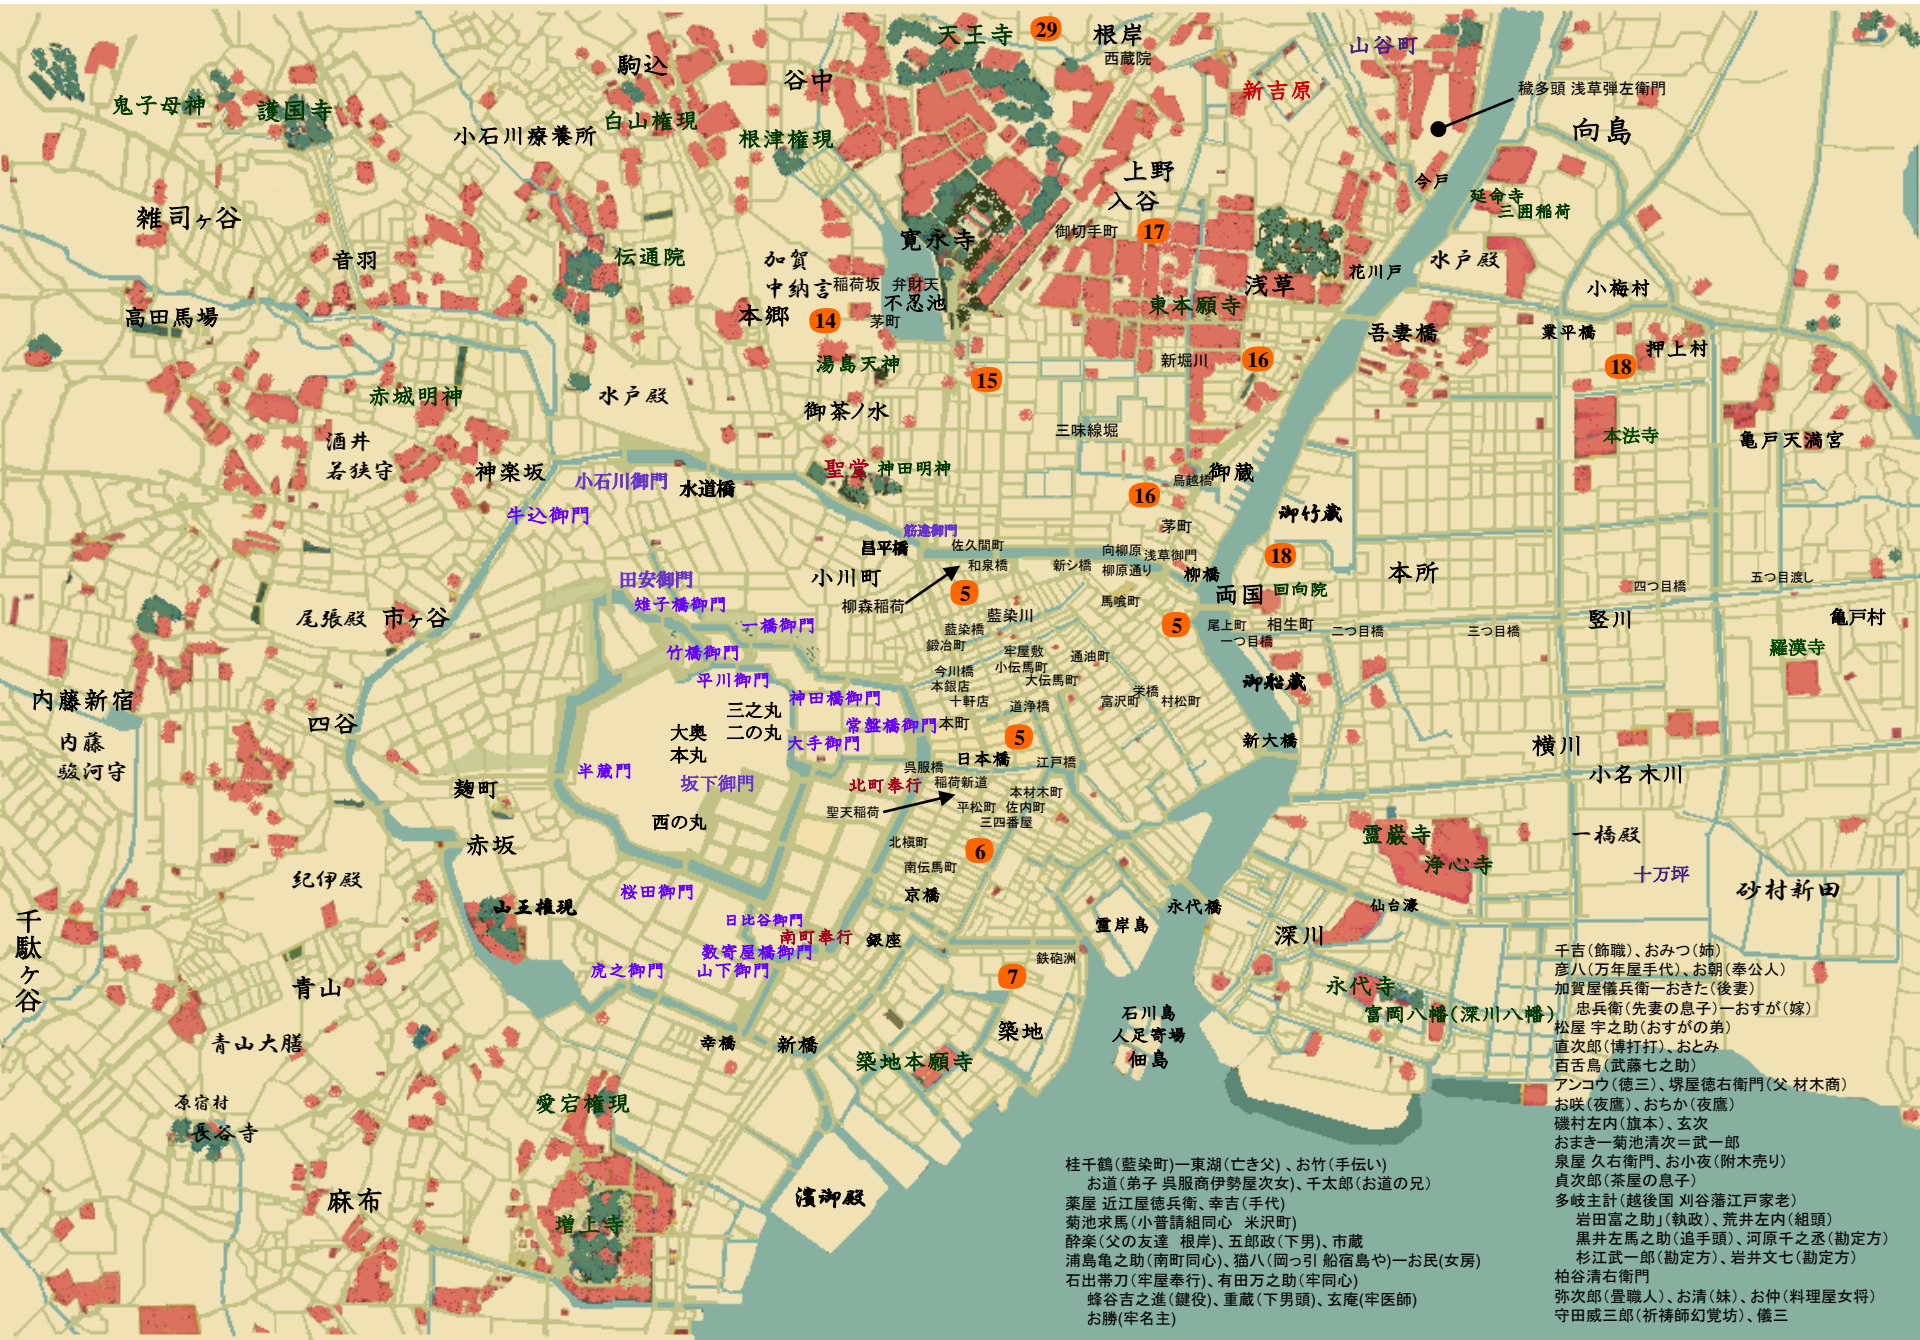 天王寺
29
根岸
西蔵院
山谷町
駒込
谷中
新吉原
穢多頭 浅草弾左衛門
鬼子母神
護国寺
白山権現
小石川療養所
根津権現
向島
上野
入谷
今戸
延命寺
三囲稲荷
雑司ヶ谷
御切手町
17
寛永寺
音羽
伝通院
加賀
中納言
稲荷坂
弁財天
不忍池
浅草
花川戸
水戸殿
小梅村
高田馬場
本郷
14
茅町
東本願寺
吾妻橋
業平橋
押上村
18
湯島天神
15
新堀川
16
赤城明神
水戸殿
御茶ノ水
三味線堀
本法寺
亀戸天満宮
酒井
若狭守
神楽坂
小石川御門
水道橋
聖堂
神田明神
鳥越橋
御蔵
16
牛込御門
御竹蔵
茅町
筋違御門
昌平橋
佐久間町
和泉橋
新シ橋
向柳原
柳原通り
浅草御門
柳橋
18
本所
小川町
柳森稲荷
5
田安御門
雉子橋御門
一橋御門
馬喰町
両国
回向院
四つ目橋
五つ目渡し
尾張殿
市ヶ谷
藍染川
藍染橋
鍛冶町
5
尾上町
相生町
一つ目橋
二つ目橋
三つ目橋
竪川
亀戸村
竹橋御門
平川御門
牢屋敷
小伝馬町
大伝馬町
通油町
羅漢寺
今川橋
本銀店
十軒店
御船蔵
内藤新宿
神田橋御門
栄橋
富沢町
村松町
四谷
三之丸
二の丸
大奥
本丸
常盤橋御門
大手御門
本町
道浄橋
5
新大橋
横川
内藤
駿河守
日本橋
江戸橋
半蔵門
坂下御門
呉服橋
北町奉行
稲荷新道
小名木川
麹町
聖天稲荷
本材木町
平松町
佐内町
三四番屋
西の丸
赤坂
北槇町
6
霊巌寺
浄心寺
一橋殿
南伝馬町
紀伊殿
桜田御門
京橋
十万坪
砂村新田
千駄ヶ谷
山王権現
日比谷御門
南町奉行
銀座
霊岸島
永代橋
仙台濠
深川
数寄屋橋御門
虎之御門
山下御門
鉄砲洲
7
青山
永代寺
富岡八幡(深川八幡)
石川島
人足寄場
佃島
青山大膳
幸橋
新橋
築地
築地本願寺
原宿村
長谷寺
愛宕権現
麻布
増上寺
濱御殿
千吉(飾職)、おみつ(姉)
彦八(万年屋手代)、お朝(奉公人)
加賀屋儀兵衛ーおきた(後妻)
忠兵衛(先妻の息子)ーおすが(嫁)
松屋 宇之助(おすがの弟)
直次郎(博打打)、おとみ
百舌鳥(武藤七之助)
アンコウ(徳三)、堺屋徳右衛門(父 材木商)
お咲(夜鷹)、おちか(夜鷹)
磯村左内(旗本)、玄次
おまきー菊池清次＝武一郎
泉屋 久右衛門、お小夜(附木売り)
貞次郎(茶屋の息子)
多岐主計(越後国 刈谷藩江戸家老)
岩田富之助｣(執政)、荒井左内(組頭)
黒井左馬之助(追手頭)、河原千之丞(勘定方)
杉江武一郎(勘定方)、岩井文七(勘定方)
柏谷清右衛門
弥次郎(畳職人)、お清(妹)、お仲(料理屋女将)
守田威三郎(祈祷師幻覚坊)、儀三
桂千鶴(藍染町)ー東湖(亡き父)、お竹(手伝い)
お道(弟子 呉服商伊勢屋次女)、千太郎(お道の兄)
薬屋 近江屋徳兵衛、幸吉(手代)
菊池求馬(小普請組同心 米沢町)
酔楽(父の友達 根岸)、五郎政(下男)、市蔵
浦島亀之助(南町同心)、猫八(岡っ引 船宿島や)ーお民(女房)
石出帯刀(牢屋奉行)、有田万之助(牢同心)
蜂谷吉之進(鍵役)、重蔵(下男頭)、玄庵(牢医師)
お勝(牢名主)